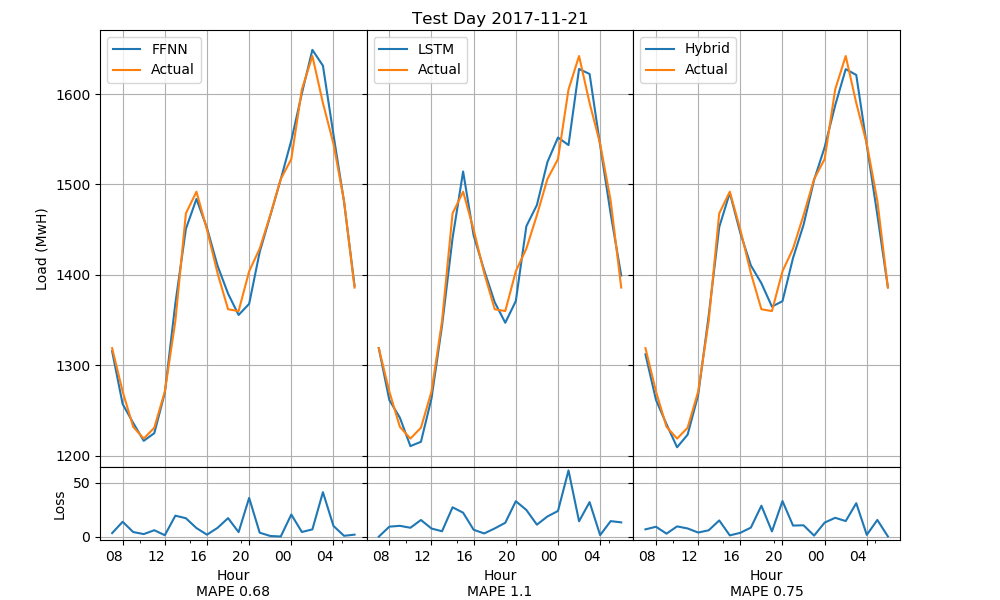 Test Day 2017-11-21
FFNN
Actual
LSTM
Actual
Hybrid
Actual
Load (MwH)
1600
1500
1400
1300
1200
Loss
50
0
08 12 16 20 00 04
08 12 16 20 00 04
08 12 16 20 00 04
Hour
MAPE 0.68
Hour
MAPE 1.1
Hour
MAPE 0.75